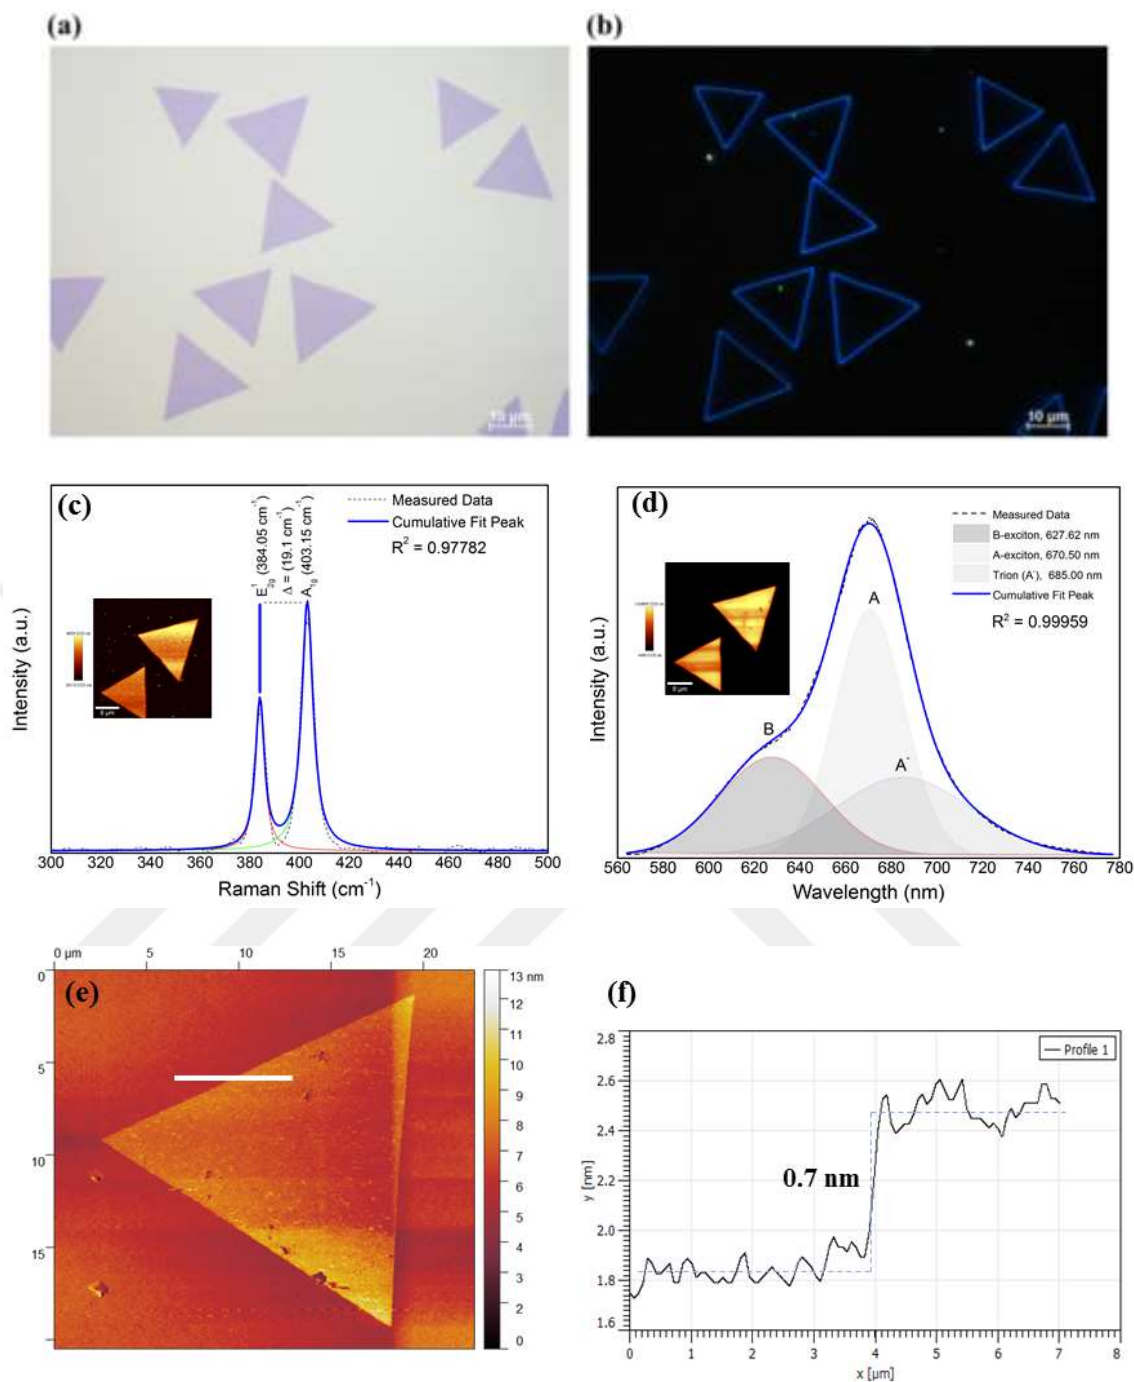 (a)
(b)
10 µm
10 µm
(c)
E¹2g (384.05 cm⁻¹)
Δ = (19.1 cm⁻¹)
A1g (403.15 cm⁻¹)
Measured Data
Cumulative Fit Peak
R² = 0.97782
Intensity (a.u.)
300 320 340 360 380 400 420 440 460 480 500
Raman Shift (cm⁻¹)
(d)
Measured Data
B-exciton, 627.62 nm
A-exciton, 670.50 nm
Trion (A⁻), 685.00 nm
Cumulative Fit Peak
R² = 0.99959
A
B
A⁻
Intensity (a.u.)
560 580 600 620 640 660 680 700 720 740 760 780
Wavelength (nm)
0 µm 5 10 15 20
(e)
0
5
10
15
13 nm
12
11
10
9
8
7
6
5
4
3
2
0
(f)
Profile 1
2.8
2.6
2.4
2.2
2.0
1.8
1.6
y [nm]
0.7 nm
0 1 2 3 4 5 6 7 8
x [µm]